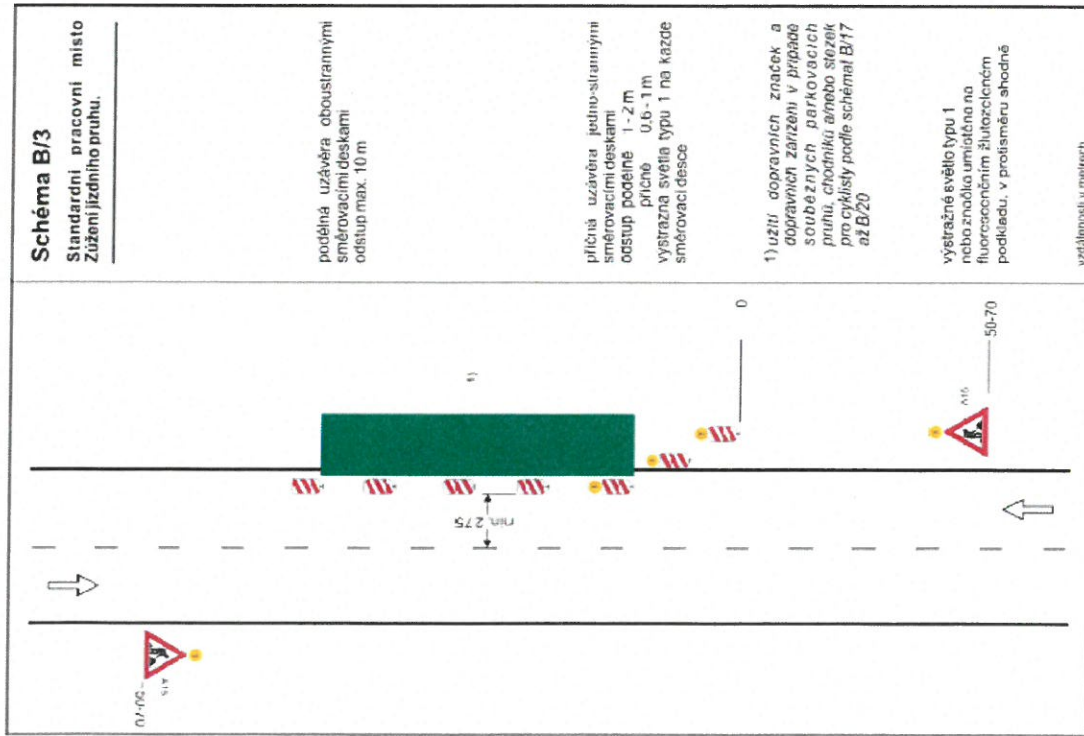 Schéma B/3
Standardní pracovní místo
Zúžení jízdního pruhu.
podélná uzávěra oboustrannými
směrovacími deskami
odstup max. 10 m
příčná uzávěra jedno-strannými
směrovacími deskami
odstup podélně 1 - 2 m
příčně 0,6 - 1 m
výstražná světla typu 1 na každé
směrovací desce
1) užití dopravních značek a
dopravních zařízení v případě
souběžných parkovacích
pruhů, chodníků a/nebo stezek
pro cyklisty podle schémat B/17
až B/20
výstražné světlo typu 1
nebo značka umístěna na
fluorescenčním žlutozeleném
podkladu, v protisměru shodně
vzdálenosti v metrech
1)
min. 2,75
0
A15
50-70
A15
~50-70